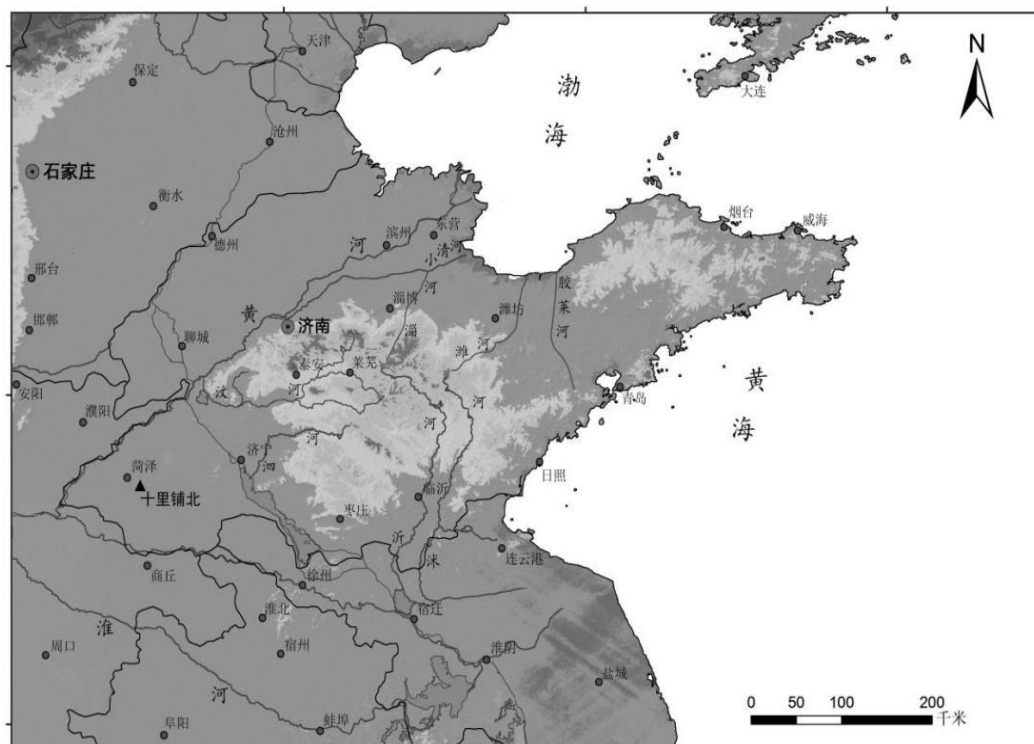 天津
保定
渤
海
大连
N
沧州
石家庄
衡水
烟台
威海
德州
滨州
东营
河
小清河
邢台
淄博
胶
莱
河
黄
淄
河
潍坊
邯郸
济南
聊城
潍
河
泰安
莱芜
汶
河
黄
海
安阳
青岛
濮阳
河
河
河
济宁
泗
日照
菏泽
十里铺北
临沂
枣庄
沂
沭
连云港
商丘
徐州
淮北
宿迁
淮
周口
宿州
淮阴
盐城
河
阜阳
蚌埠
0 50 100 200
千米